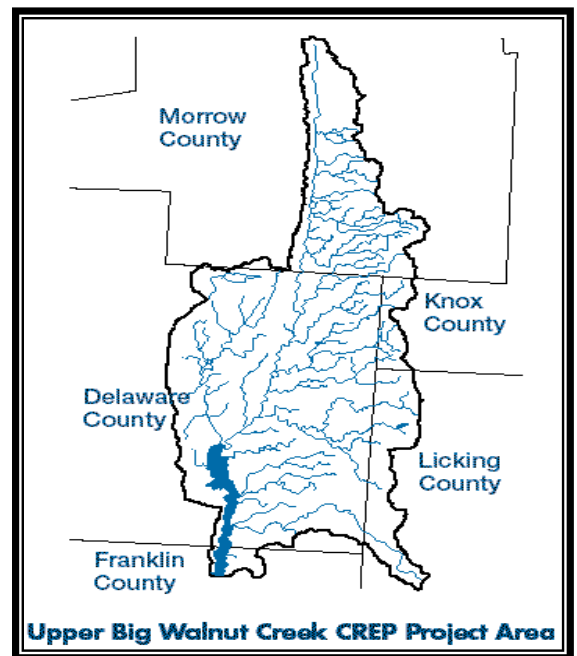 Morrow
County
Knox
County
Delaware
County
Licking
County
Franklin
County
Upper Big Walnut Creek CREP Project Area